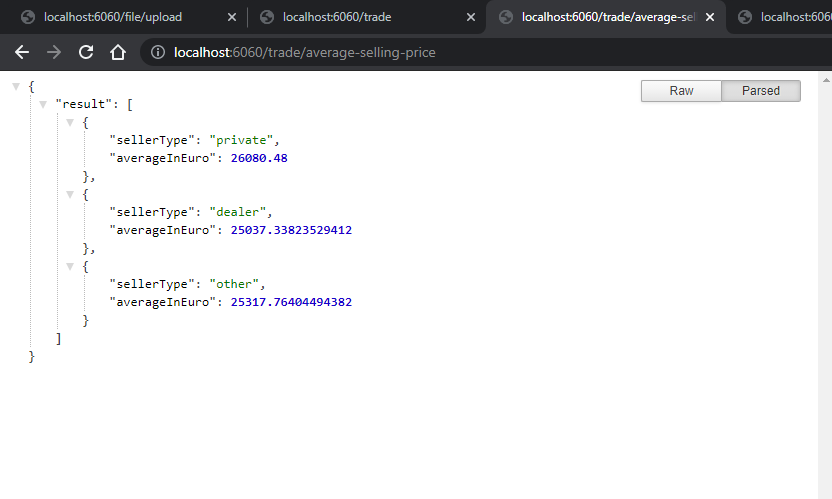 localhost:6060/file/upload
localhost:6060/trade
localhost:6060/trade/average-sel
localhost:6060
localhost:6060/trade/average-selling-price
Raw
Parsed
{
"result": [
{
"sellerType": "private",
"averageInEuro": 26080.48
},
{
"sellerType": "dealer",
"averageInEuro": 25037.33823529412
},
{
"sellerType": "other",
"averageInEuro": 25317.76404494382
}
]
}